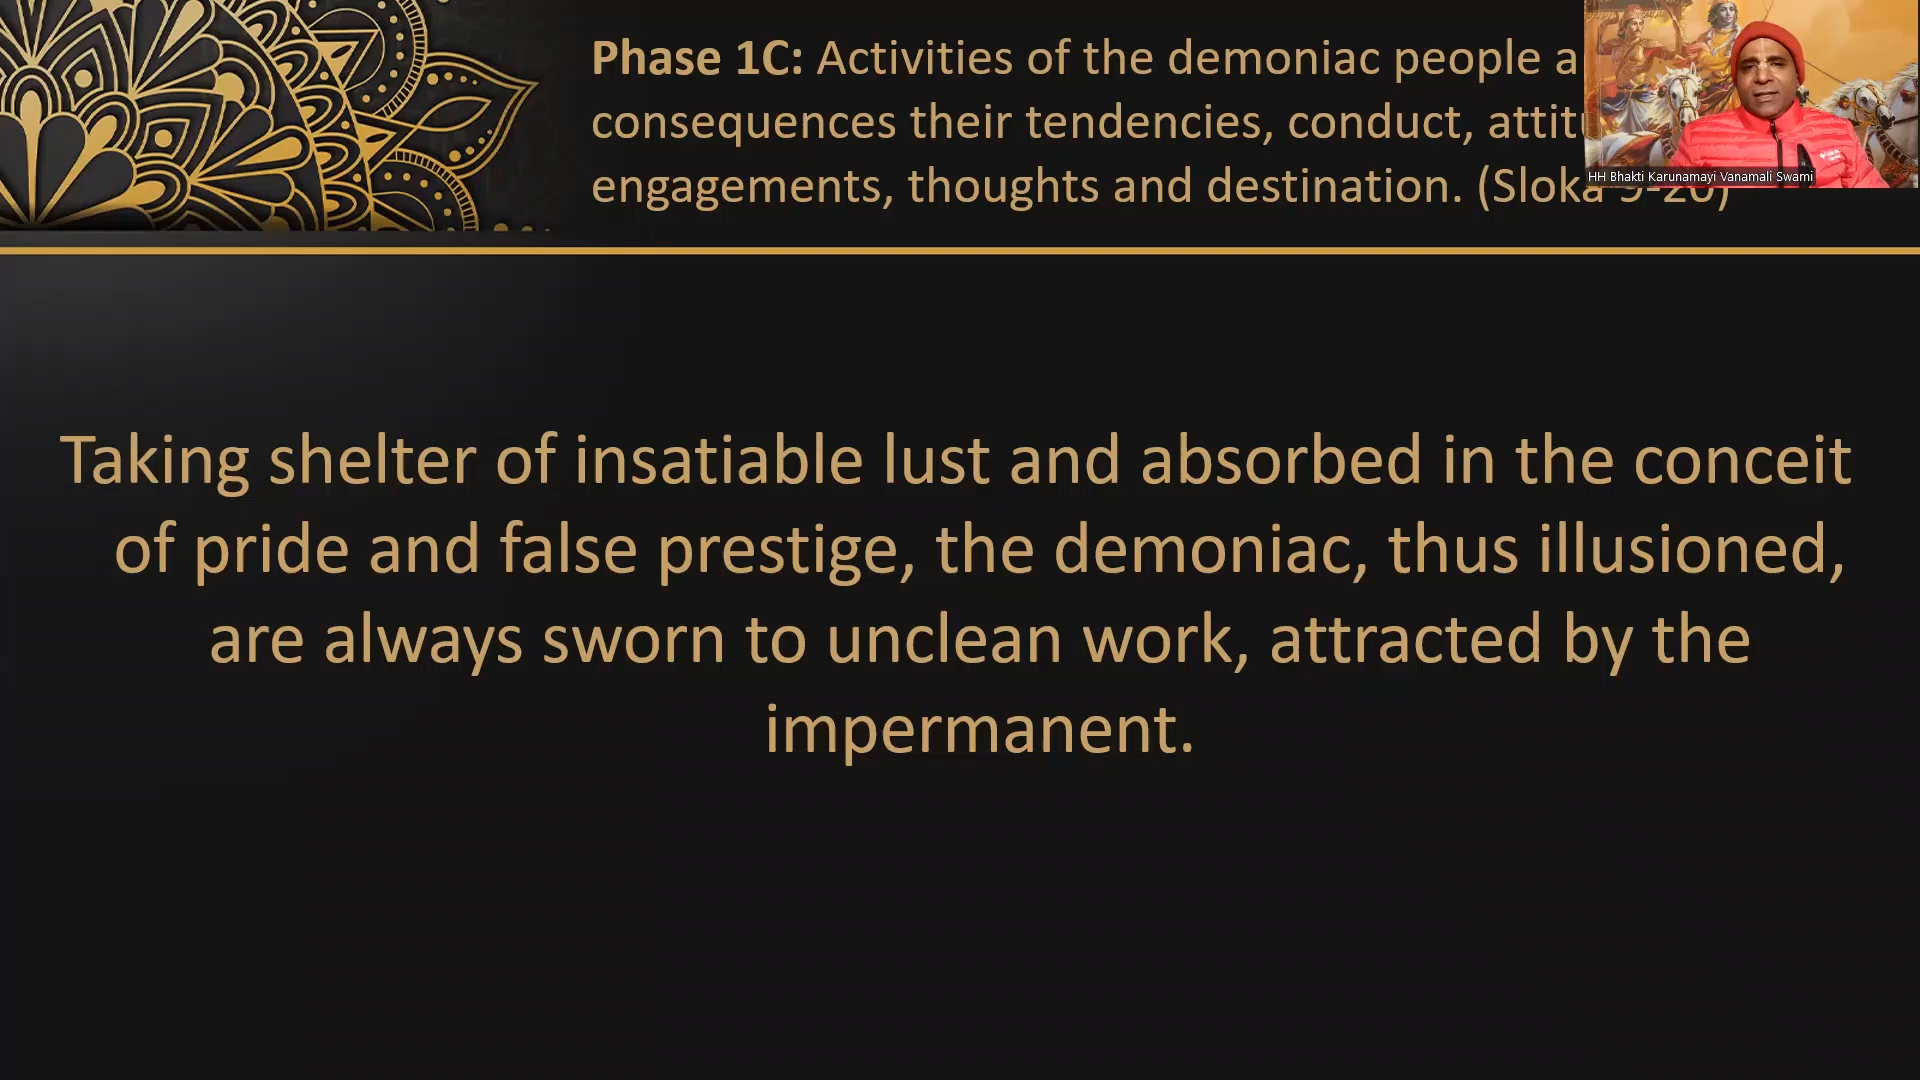 Phase 1C: Activities of the demoniac people a
consequences their tendencies, conduct, attit
engagements, thoughts and destination. (Sloka 9-20)
HH Bhakti Karunamayi Vanamali Swami
Taking shelter of insatiable lust and absorbed in the conceit
of pride and false prestige, the demoniac, thus illusioned,
are always sworn to unclean work, attracted by the
impermanent.